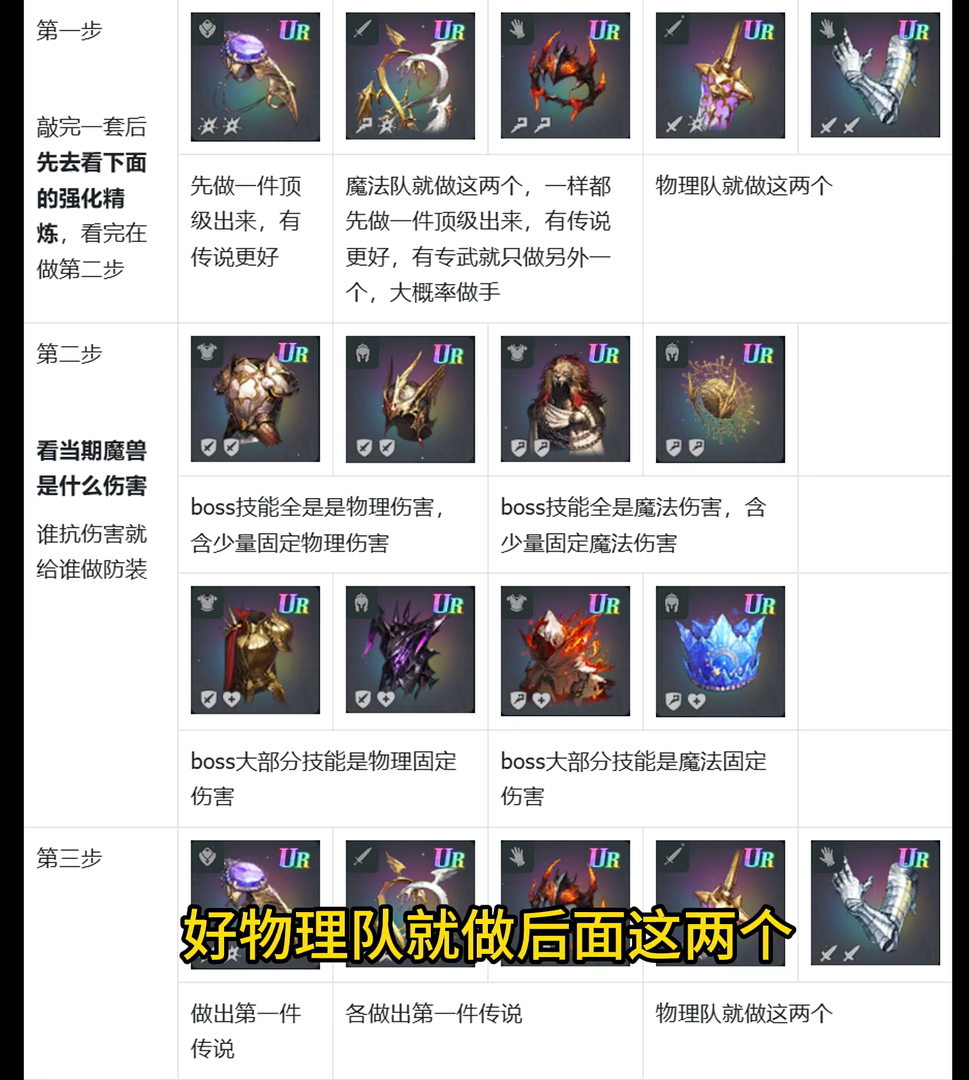 第一步
敲完一套后
先去看下面
的强化精
炼，看完在
做第二步
UR
UR
UR
UR
UR
先做一件顶
级出来，有
传说更好
魔法队就做这两个，一样都
先做一件顶级出来，有传说
更好，有专武就只做另外一
个，大概率做手
物理队就做这两个
第二步
看当期魔兽
是什么伤害
谁抗伤害就
给谁做防装
UR
UR
UR
UR
boss技能全是是物理伤害，
含少量固定物理伤害
boss技能全是魔法伤害，含
少量固定魔法伤害
UR
UR
UR
UR
boss大部分技能是物理固定
伤害
boss大部分技能是魔法固定
伤害
第三步
UR
UR
UR
UR
UR
好物理队就做后面这两个
做出第一件
传说
各做出第一件传说
物理队就做这两个